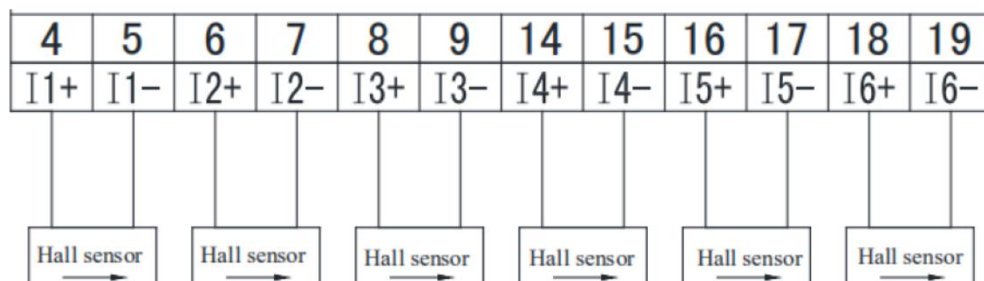 4 5 6 7 8 9 14 15 16 17 18 19
I1+ I1- I2+ I2- I3+ I3- I4+ I4- I5+ I5- I6+ I6-
Hall sensor Hall sensor Hall sensor Hall sensor Hall sensor Hall sensor